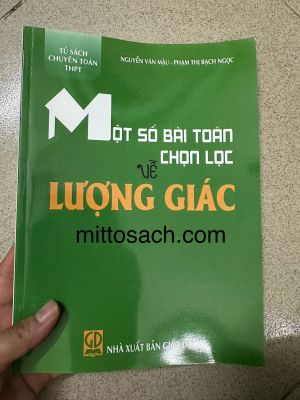 TỦ SÁCH
CHUYÊN TOÁN
THPT
NGUYỄN VĂN MẬU - PHẠM THỊ BẠCH NGỌC
MỘT SỐ BÀI TOÁN
CHỌN LỌC
VỀ
LƯỢNG GIÁC
mittosach.com
GD
NHÀ XUẤT BẢN GIÁO DỤC